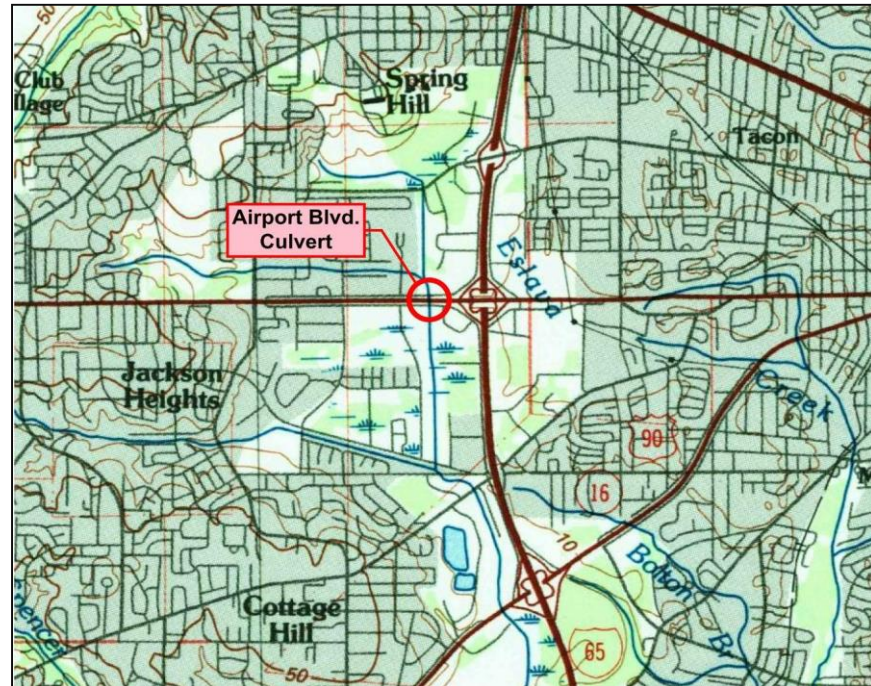 50
Club
llage
Spring
Hill
Tacon
Airport Blvd.
Culvert
Eslava
Jackson
Heights
Creek
90
16
10
Bolton
Cottage
Hill
Br
M
65
50
pencer